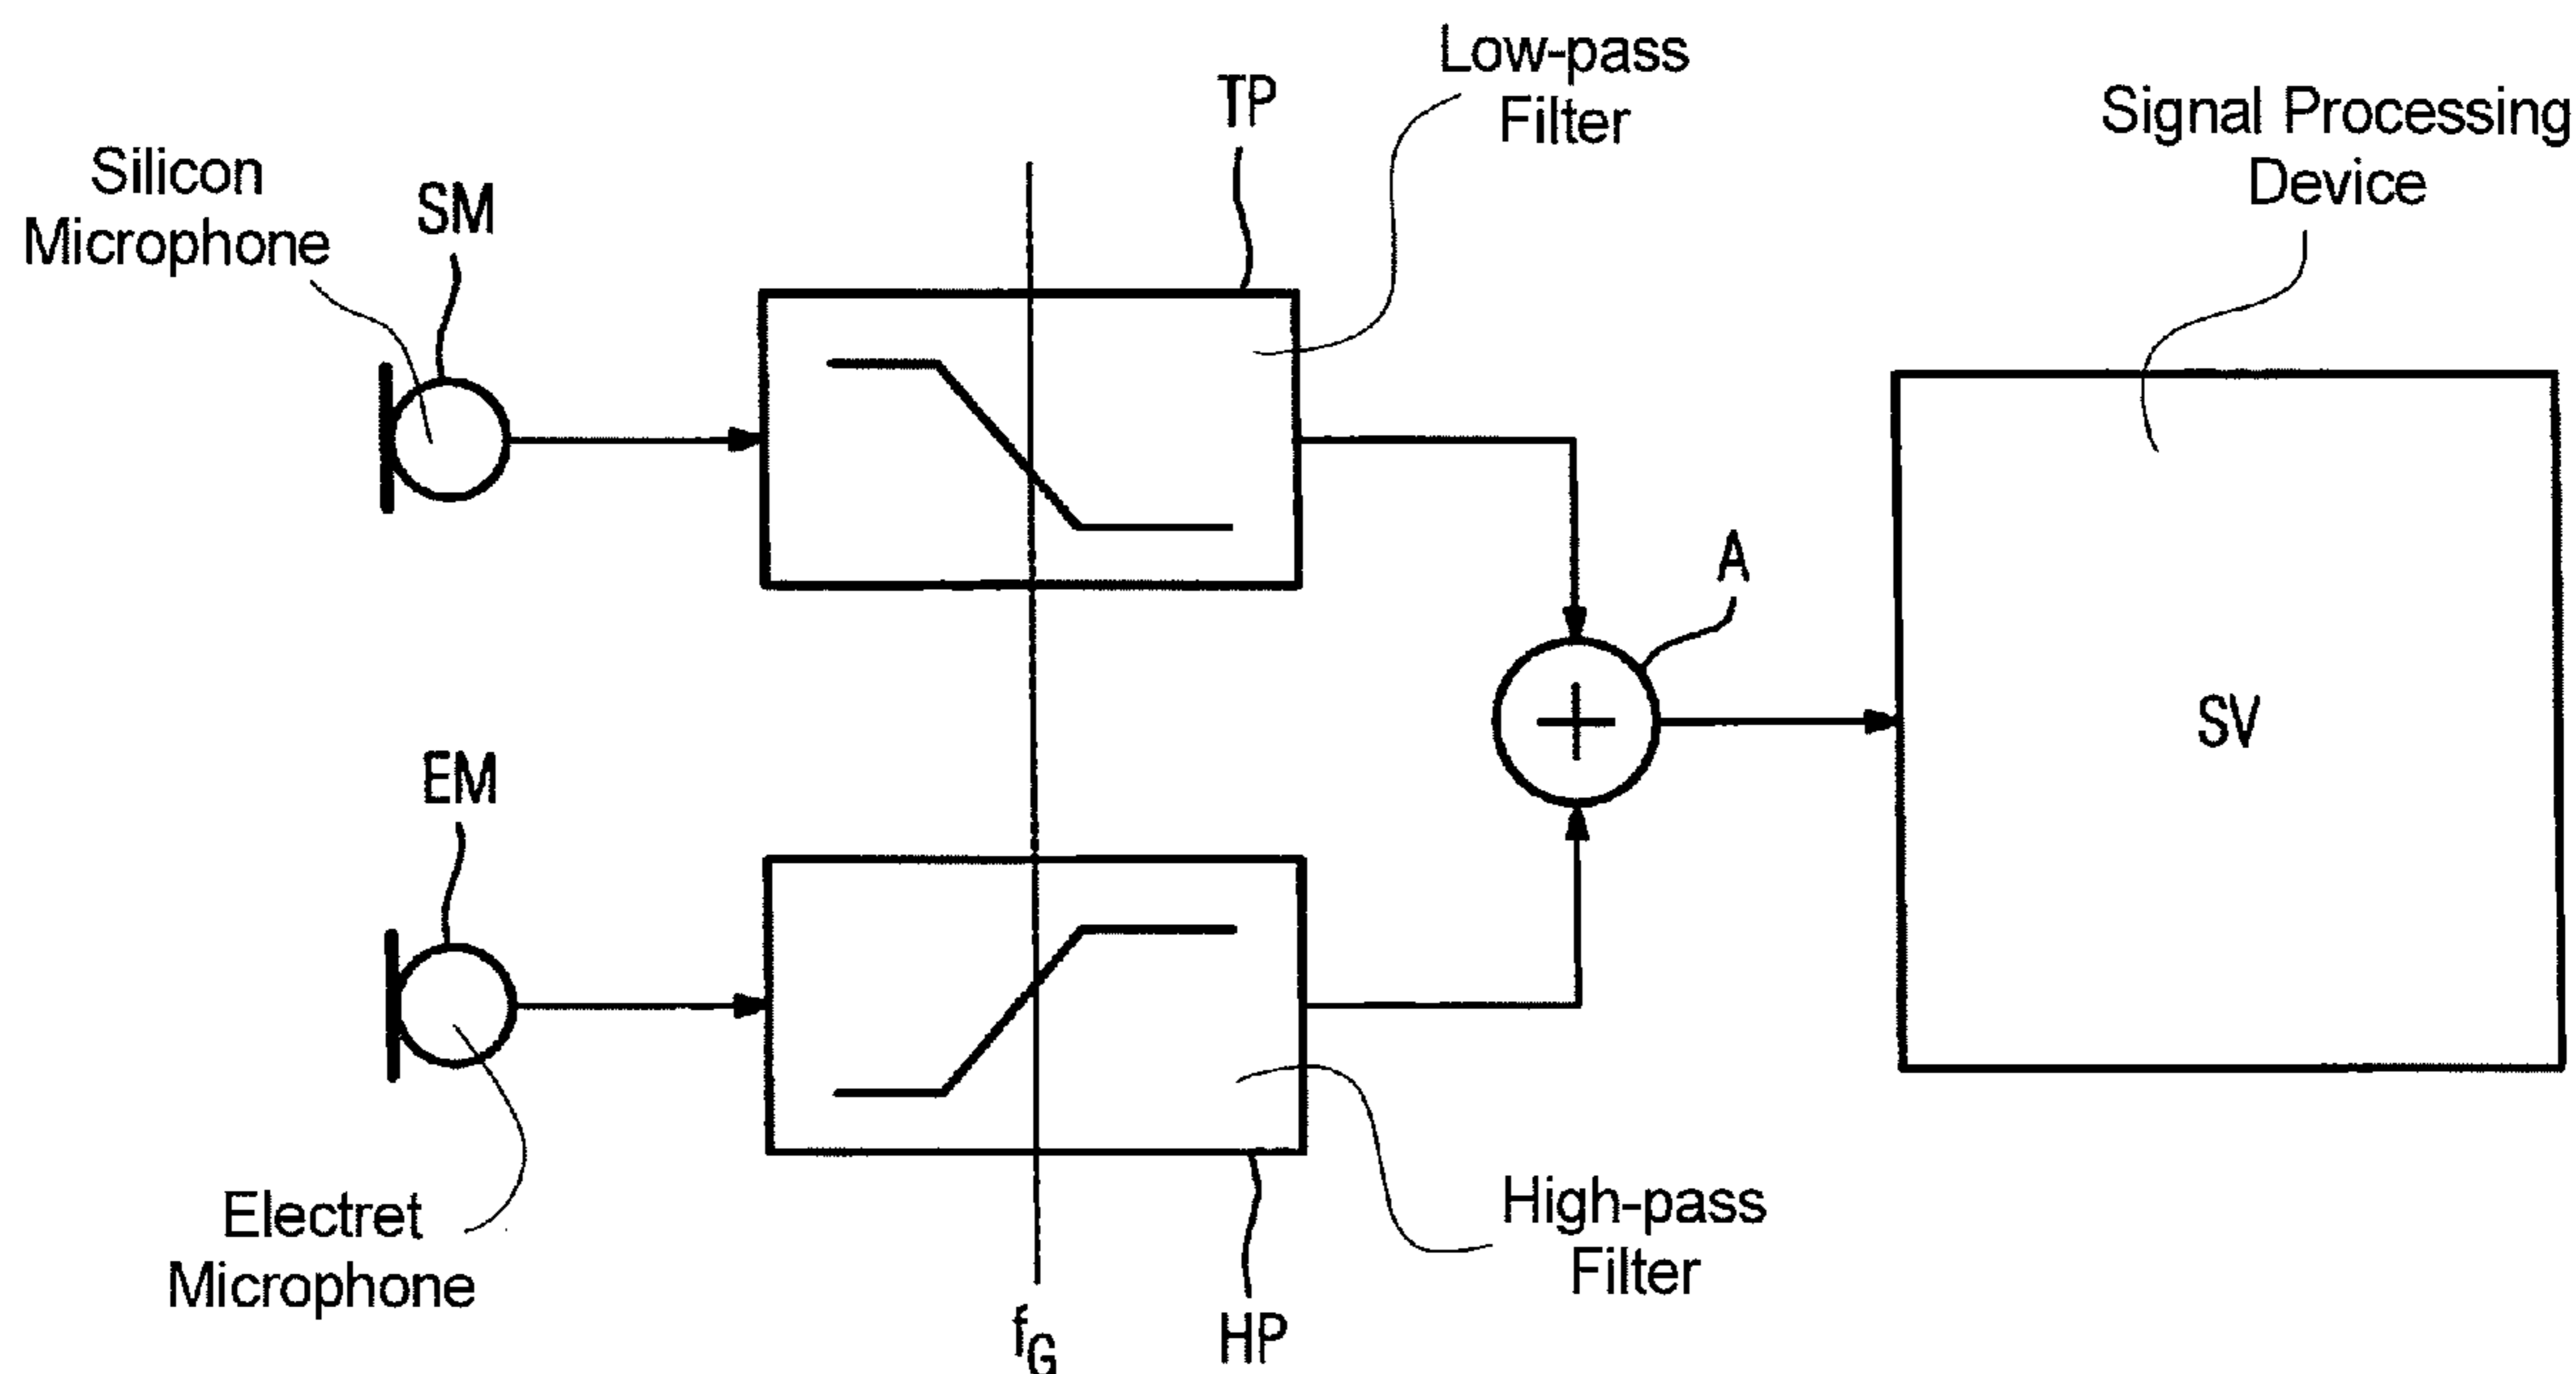 Low-pass
Filter
TP
Signal Processing
Device
Silicon
Microphone
SM
A
SV
EM
Electret
Microphone
High-pass
Filter
fG
HP